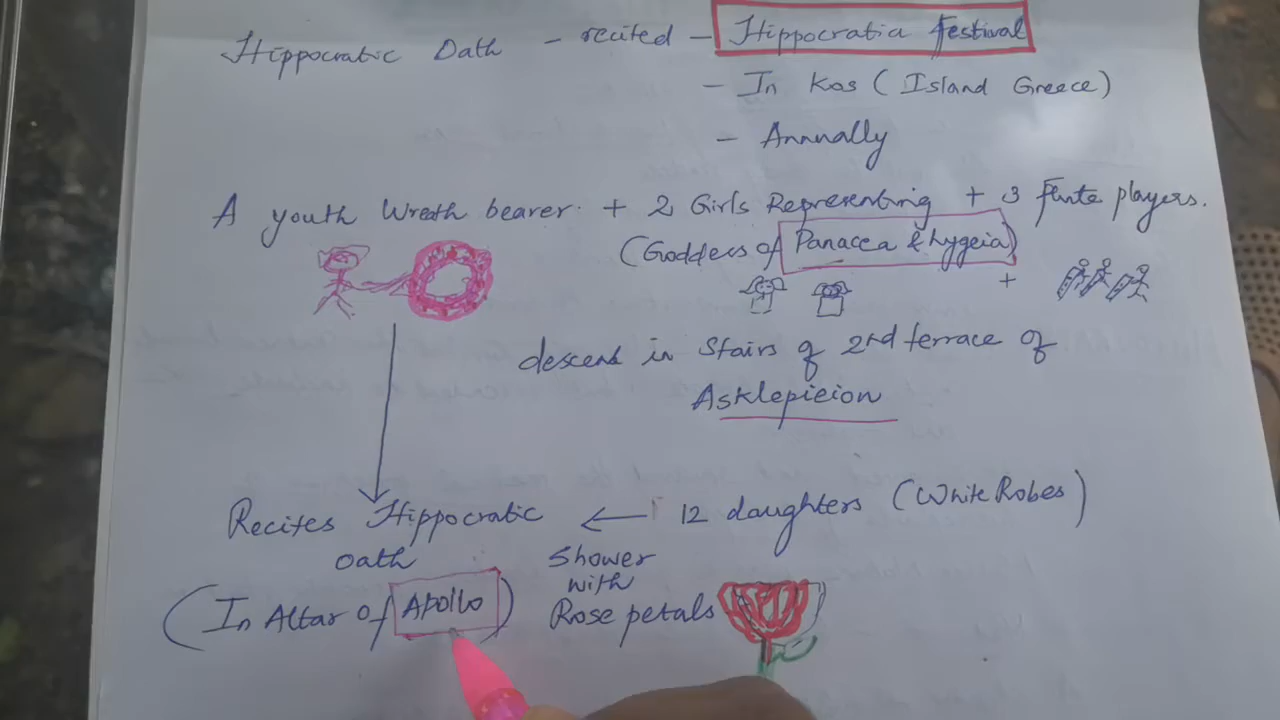 Hippocratic Oath - recited - Hippocratia Festival
- In Kos (Island Greece)
- Annually
A youth Wreath bearer. + 2 Girls Representing + 3 flute players.
(Goddess of Panacea & hygeia)
+
descend in Stairs of 2nd terrace of
Asklepieion
Recites Hippocratic ← 12 daughters (White Robes)
Oath Shower
with
(In Altar of Apollo) Rose petals